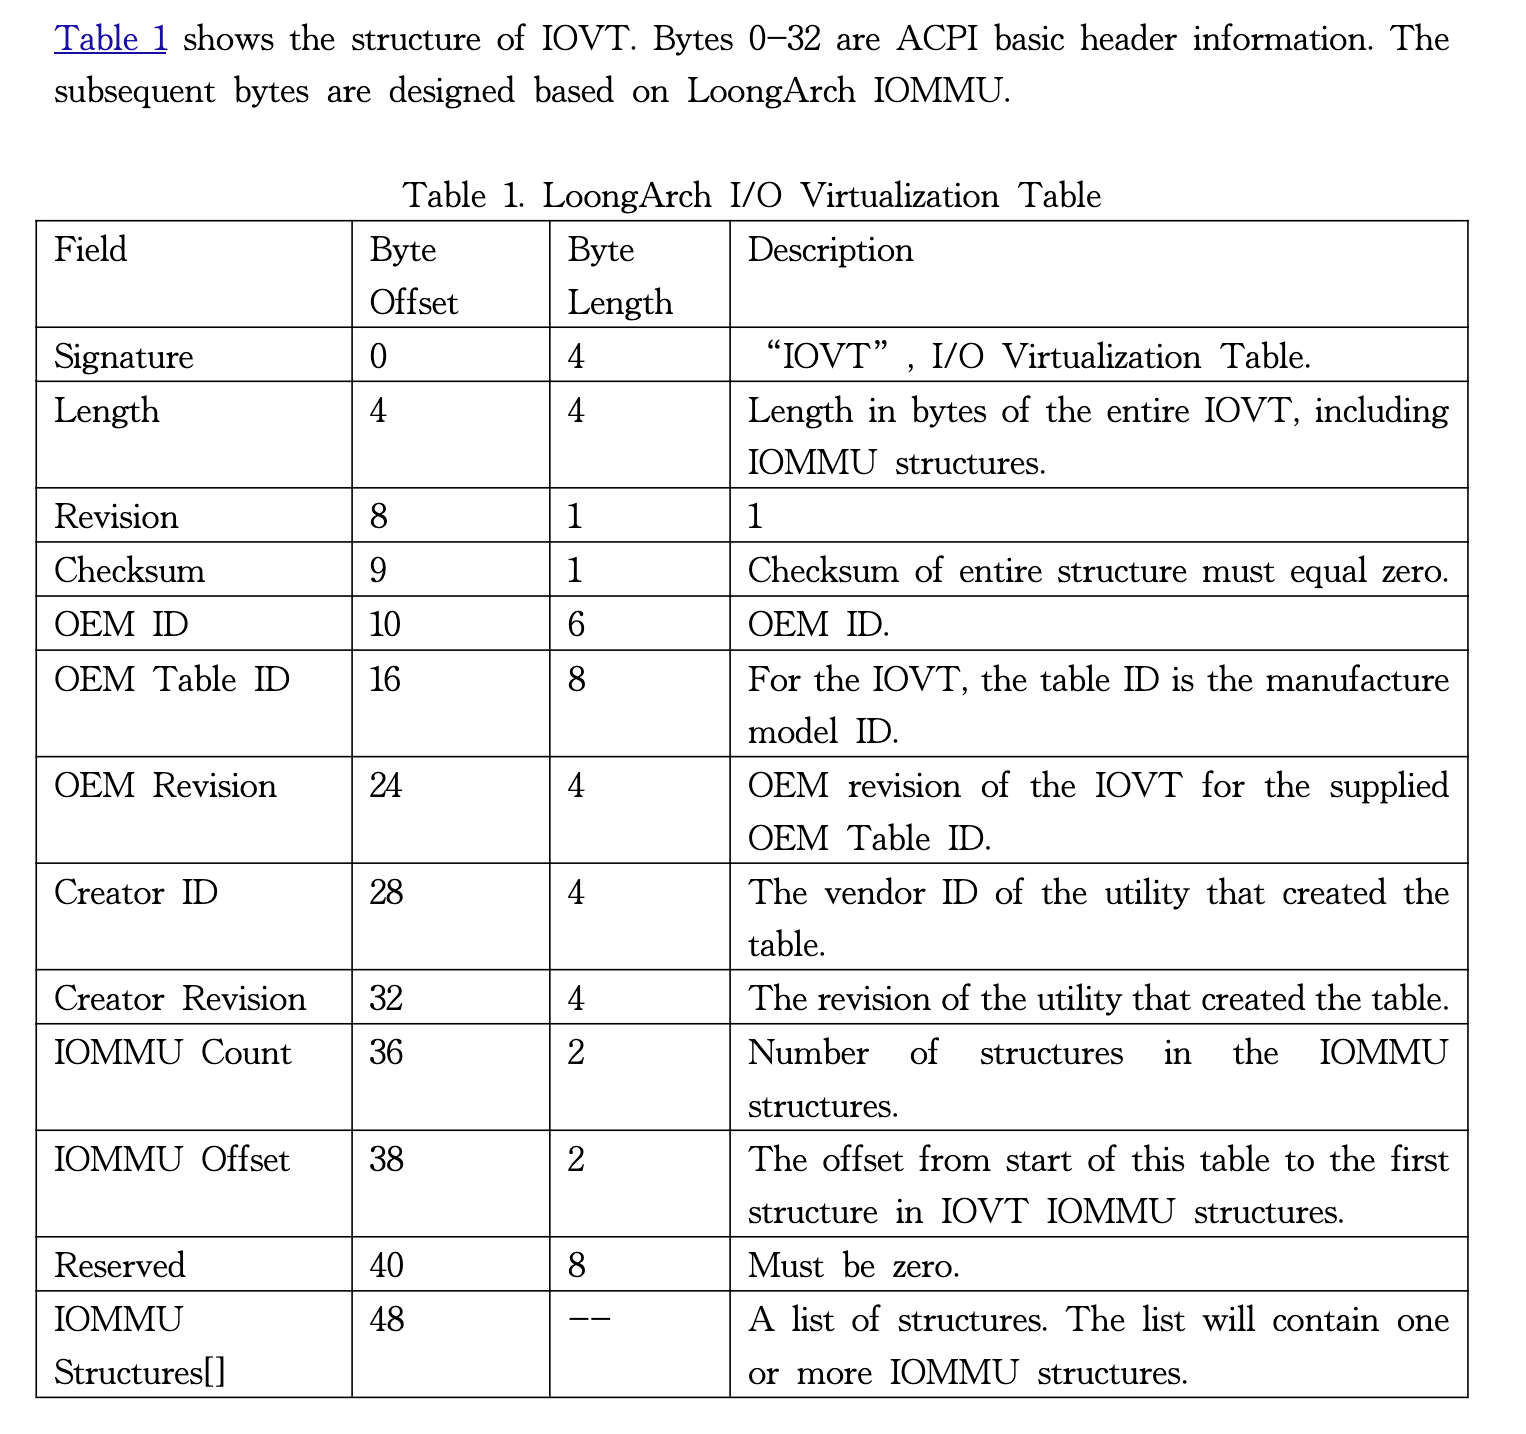 Table 1 shows the structure of IOVT. Bytes 0–32 are ACPI basic header information. The
subsequent bytes are designed based on LoongArch IOMMU.
Table 1. LoongArch I/O Virtualization Table
Field Byte Offset Byte Length Description
Signature 0 4 “IOVT”, I/O Virtualization Table.
Length 4 4 Length in bytes of the entire IOVT, including
IOMMU structures.
Revision 8 1 1
Checksum 9 1 Checksum of entire structure must equal zero.
OEM ID 10 6 OEM ID.
OEM Table ID 16 8 For the IOVT, the table ID is the manufacture
model ID.
OEM Revision 24 4 OEM revision of the IOVT for the supplied
OEM Table ID.
Creator ID 28 4 The vendor ID of the utility that created the
table.
Creator Revision 32 4 The revision of the utility that created the table.
IOMMU Count 36 2 Number of structures in the IOMMU
structures.
IOMMU Offset 38 2 The offset from start of this table to the first
structure in IOVT IOMMU structures.
Reserved 40 8 Must be zero.
IOMMU 48 –– A list of structures. The list will contain one
Structures[] or more IOMMU structures.